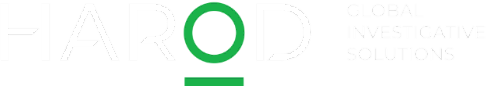 HAROD
GLOBAL
INVESTIGATIVE
SOLUTIONS